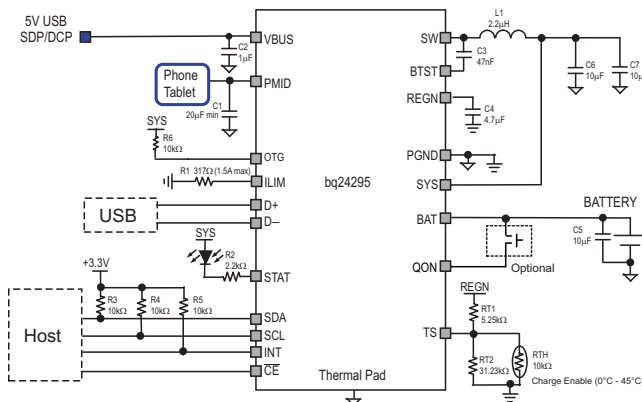 5V USB
SDP/DCP
VBUS
C2
1µF
Phone
Tablet
PMID
C1
20µF min
SYS
R6
10kΩ
OTG
R1 317Ω (1.5A max)
ILIM
USB
D+
D–
SYS
R2
2.2kΩ
STAT
+3.3V
R3
10kΩ
R4
10kΩ
R5
10kΩ
Host
SDA
SCL
INT
CE
bq24295
Thermal Pad
SW
L1
2.2µH
C3
47nF
BTST
C6
10µF
C7
10µ
REGN
C4
4.7µF
PGND
SYS
BAT
BATTERY
C5
10µF
QON
Optional
REGN
RT1
5.25kΩ
TS
RT2
31.23kΩ
RTH
10kΩ
Charge Enable (0°C - 45°C)